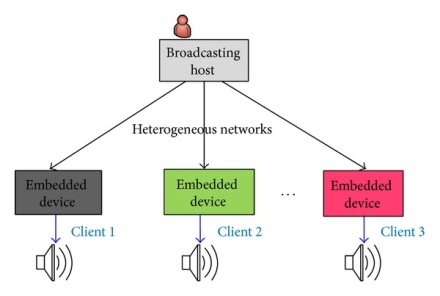 Broadcasting
host
Heterogeneous networks
Embedded
device
Embedded
device
...
Embedded
device
Client 1
Client 2
Client 3